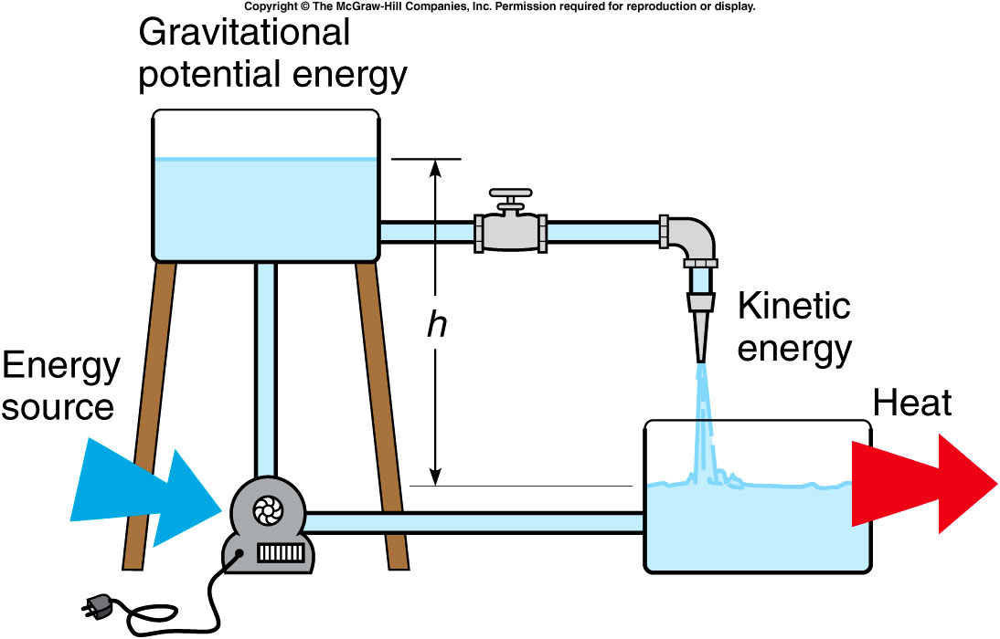 Copyright © The McGraw-Hill Companies, Inc. Permission required for reproduction or display.
Gravitational
potential energy
h
Kinetic
energy
Energy
source
Heat